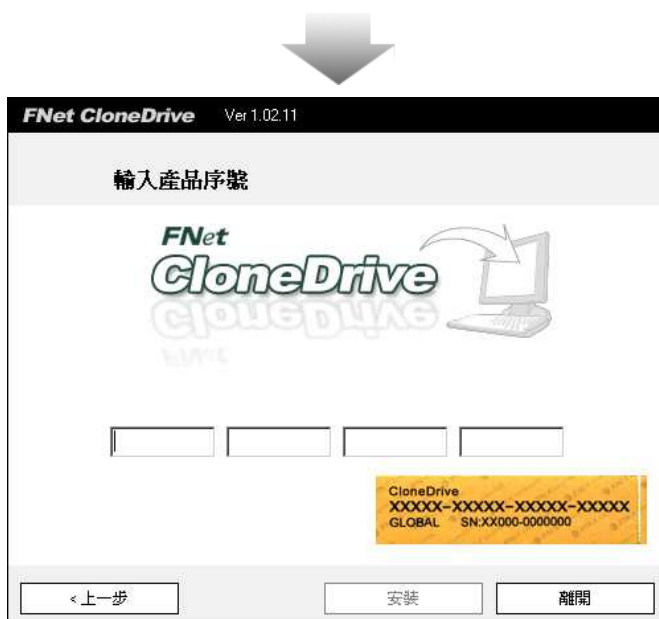 FNet CloneDrive Ver 1.02.11
輸入產品序號
FNet
CloneDrive
CloneDrive
XXXXX-XXXXX-XXXXX-XXXXX
GLOBAL SN:XX000-0000000
<上一步 安裝 離開